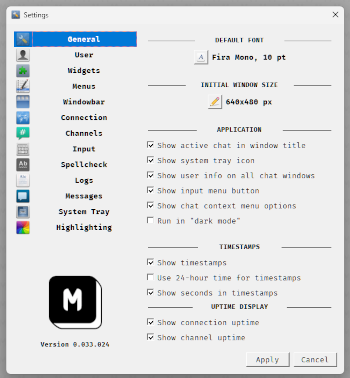 Settings
General
User
Widgets
Menus
Windowbar
Connection
Channels
Input
Spellcheck
Logs
Messages
System Tray
Highlighting
M
Version 0.033.024
DEFAULT FONT
A Fira Mono, 10 pt
INITIAL WINDOW SIZE
640x480 px
APPLICATION
Show active chat in window title
Show system tray icon
Show user info on all chat windows
Show input menu button
Show chat context menu options
Run in "dark mode"
TIMESTAMPS
Show timestamps
Use 24-hour time for timestamps
Show seconds in timestamps
UPTIME DISPLAY
Show connection uptime
Show channel uptime
Apply
Cancel